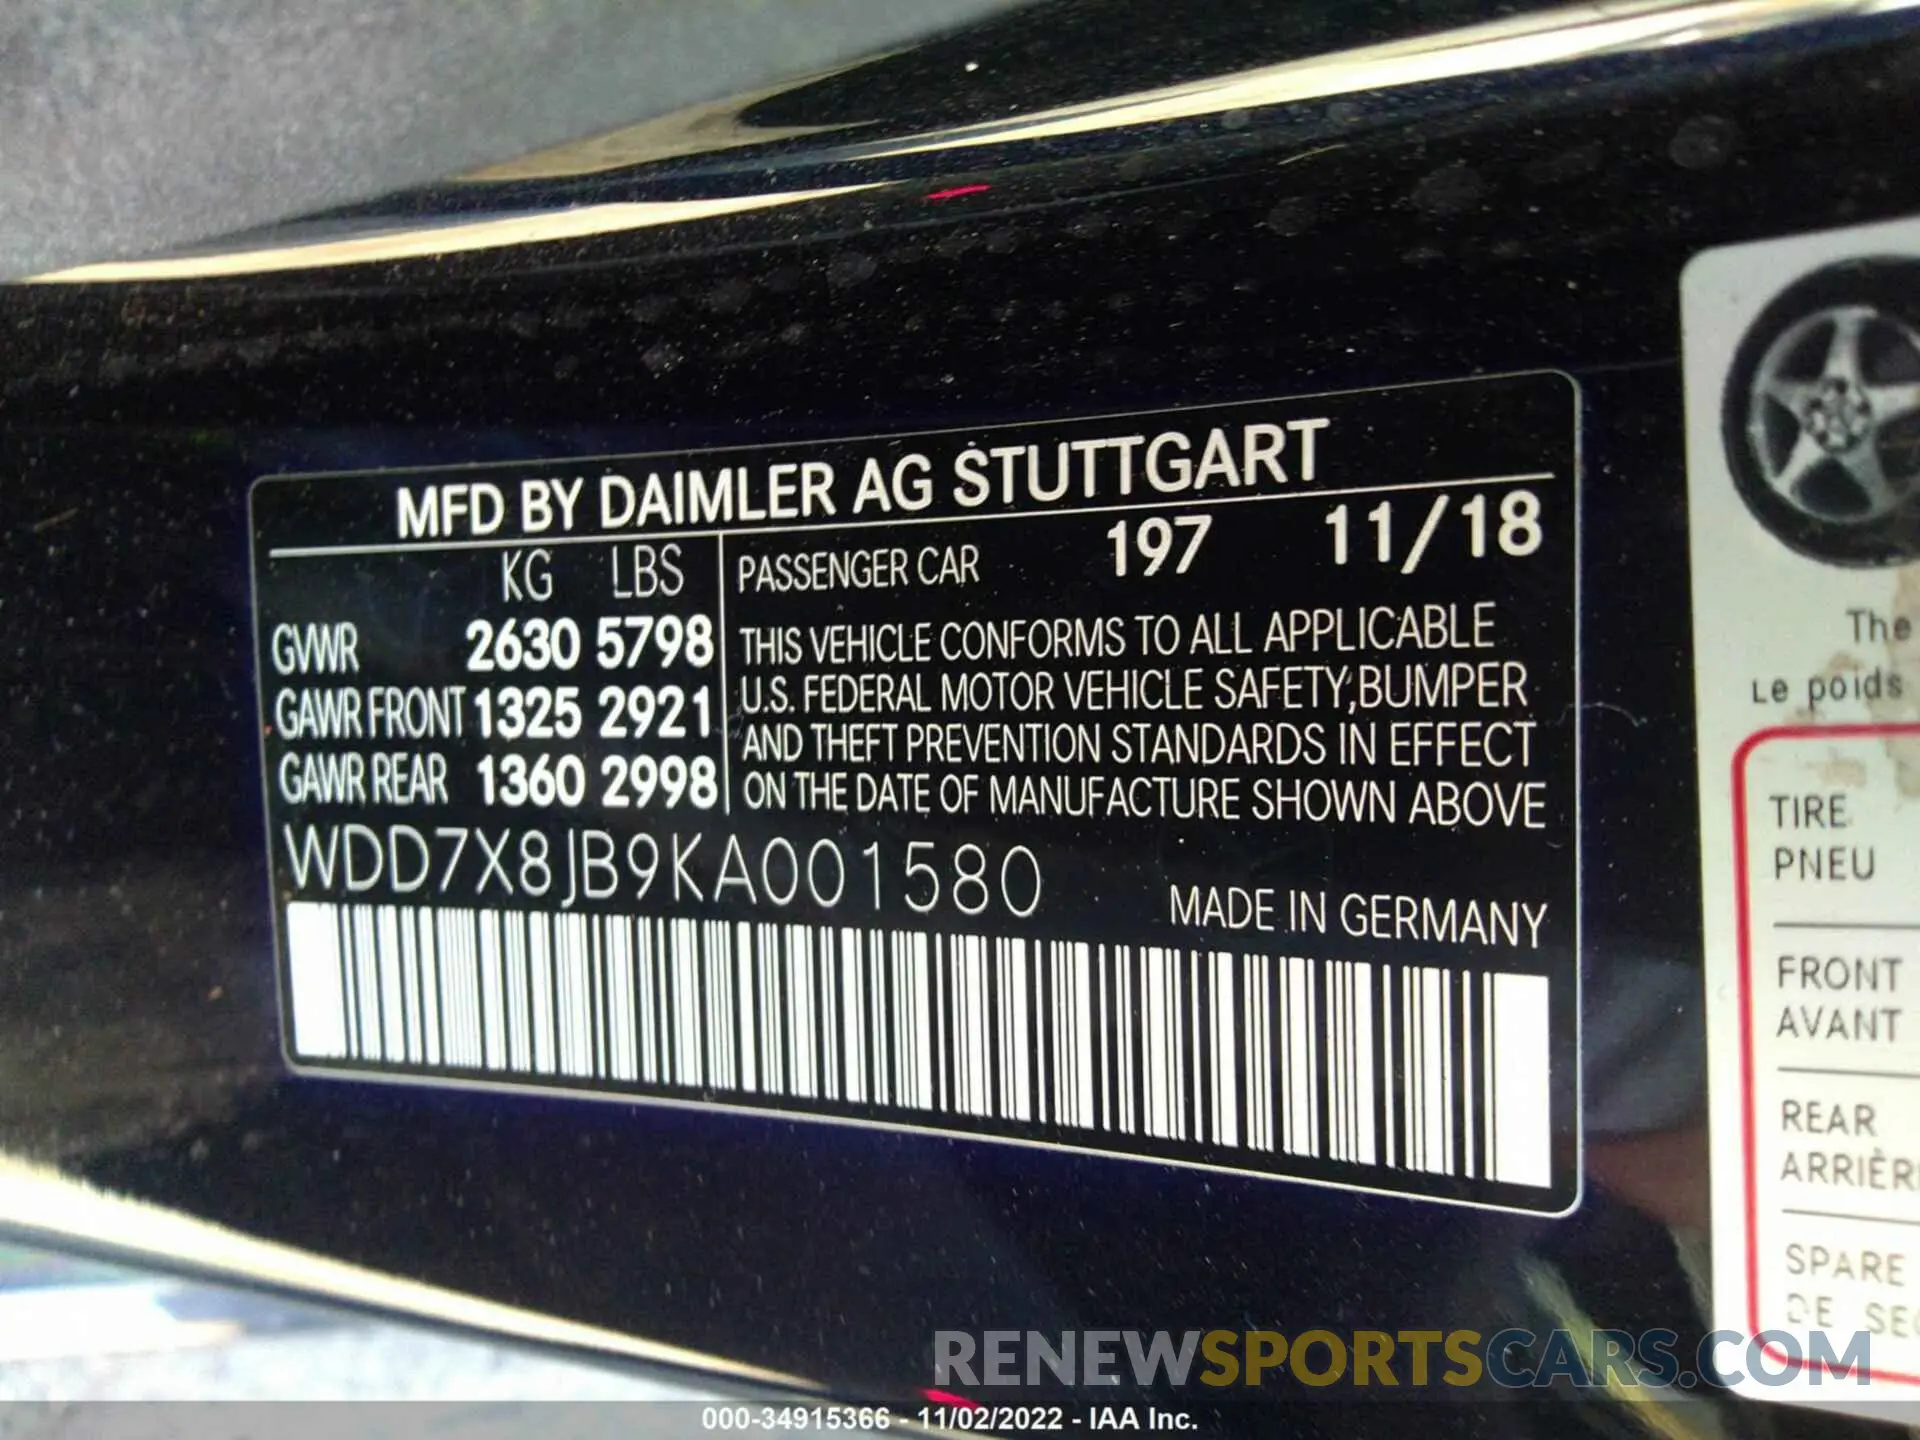 MFD BY DAIMLER AG STUTTGART
KG LBS
GVWR 2630 5798
GAWR FRONT 1325 2921
GAWR REAR 1360 2998
PASSENGER CAR 197 11/18
THIS VEHICLE CONFORMS TO ALL APPLICABLE
U.S. FEDERAL MOTOR VEHICLE SAFETY, BUMPER
AND THEFT PREVENTION STANDARDS IN EFFECT
ON THE DATE OF MANUFACTURE SHOWN ABOVE
WDD7X8JB9KA001580
MADE IN GERMANY
The
Le poids
TIRE
PNEU
FRONT
AVANT
REAR
ARRIÈR
SPARE
DE SEC
RENEWSPORTSCARS.COM
000-34915366 - 11/02/2022 - IAA Inc.